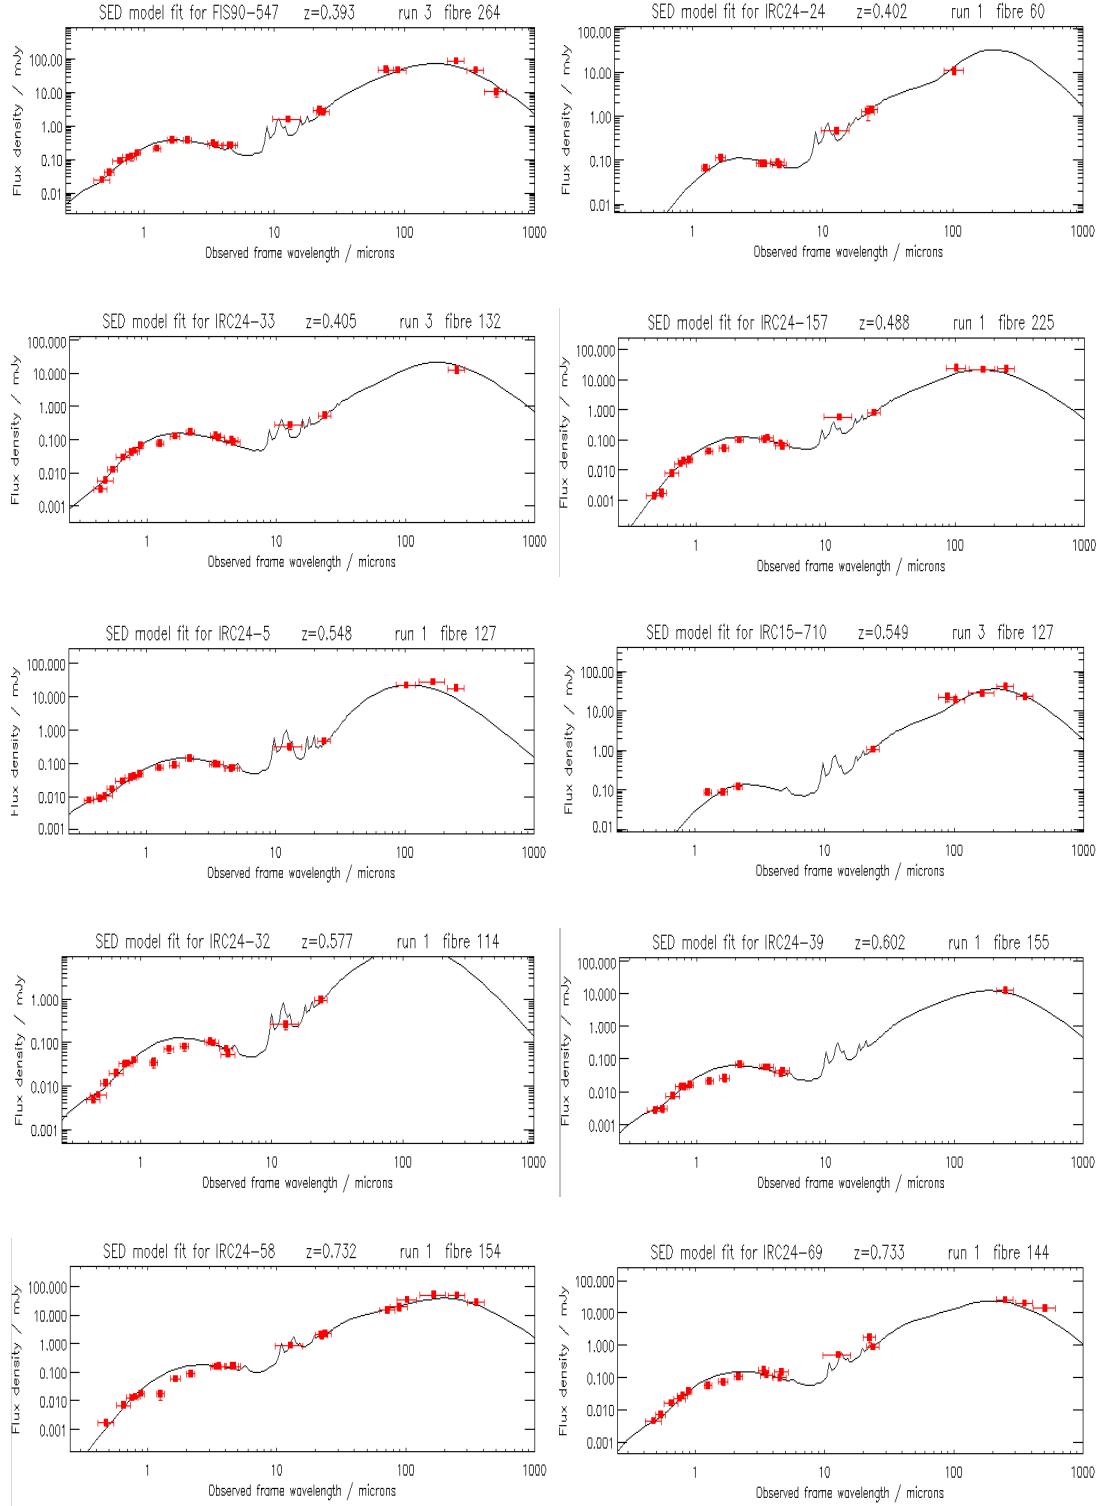 SED model fit for FIS90-547 z=0.393 run 3 fibre 264
Flux density / mJy
100.00
10.00
1.00
0.10
0.01
1 10 100 1000
Observed frame wavelength / microns
SED model fit for IRC24-24 z=0.402 run 1 fibre 60
Flux density / mJy
100.00
10.00
1.00
0.10
0.01
1 10 100 1000
Observed frame wavelength / microns
SED model fit for IRC24-33 z=0.405 run 3 fibre 132
Flux density / mJy
100.000
10.000
1.000
0.100
0.010
0.001
1 10 100 1000
Observed frame wavelength / microns
SED model fit for IRC24-157 z=0.488 run 1 fibre 225
Flux density / mJy
100.000
10.000
1.000
0.100
0.010
0.001
1 10 100 1000
Observed frame wavelength / microns
SED model fit for IRC24-5 z=0.548 run 1 fibre 127
Flux density / mJy
100.000
10.000
1.000
0.100
0.010
0.001
1 10 100 1000
Observed frame wavelength / microns
SED model fit for IRC15-710 z=0.549 run 3 fibre 127
Flux density / mJy
100.00
10.00
1.00
0.10
0.01
1 10 100 1000
Observed frame wavelength / microns
SED model fit for IRC24-32 z=0.577 run 1 fibre 114
Flux density / mJy
1.000
0.100
0.010
0.001
1 10 100 1000
Observed frame wavelength / microns
SED model fit for IRC24-39 z=0.602 run 1 fibre 155
Flux density / mJy
100.000
10.000
1.000
0.100
0.010
0.001
1 10 100 1000
Observed frame wavelength / microns
SED model fit for IRC24-58 z=0.732 run 1 fibre 154
Flux density / mJy
100.000
10.000
1.000
0.100
0.010
0.001
1 10 100 1000
Observed frame wavelength / microns
SED model fit for IRC24-69 z=0.733 run 1 fibre 144
Flux density / mJy
100.000
10.000
1.000
0.100
0.010
0.001
1 10 100 1000
Observed frame wavelength / microns